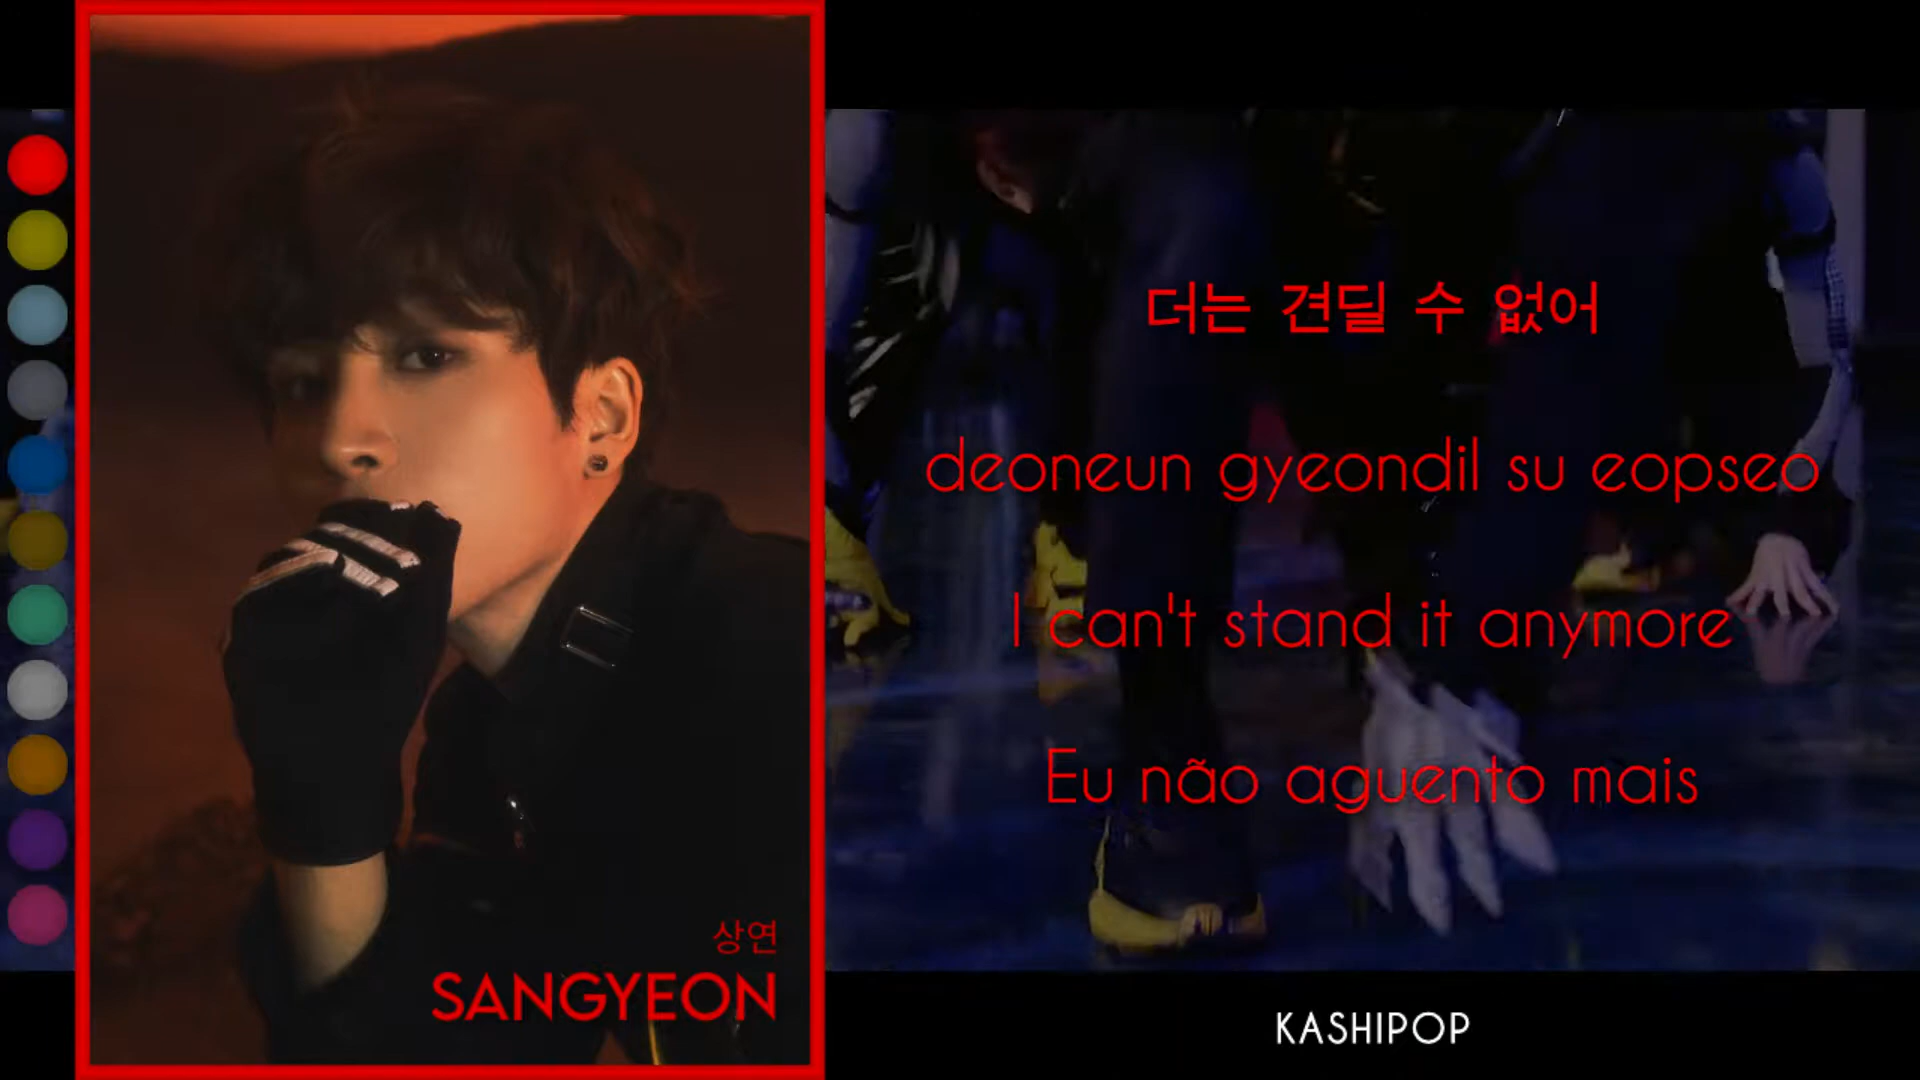 상연
SANGYEON
더는 견딜 수 없어
deoneun gyeondil su eopseo
I can't stand it anymore
Eu não aguento mais
KASHIPOP